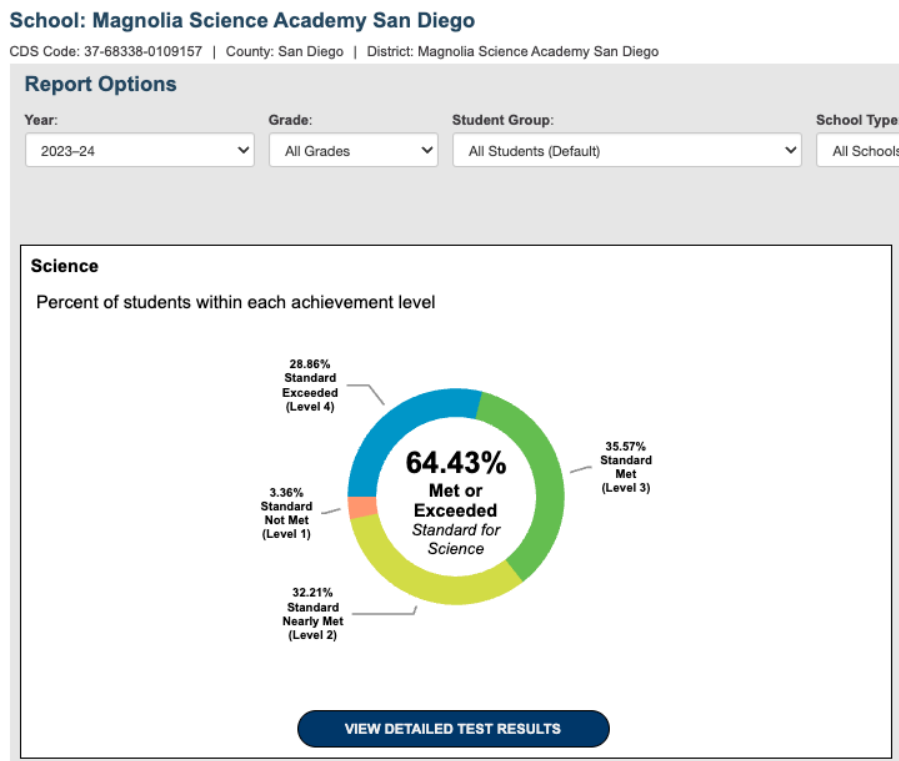 School: Magnolia Science Academy San Diego
CDS Code: 37-68338-0109157 | County: San Diego | District: Magnolia Science Academy San Diego
Report Options
Year: Grade: Student Group: School Type
2023–24 All Grades All Students (Default) All Schools
Science
Percent of students within each achievement level
28.86%
Standard
Exceeded
(Level 4)
35.57%
Standard
Met
(Level 3)
64.43%
Met or
Exceeded
Standard for
Science
3.36%
Standard
Not Met
(Level 1)
32.21%
Standard
Nearly Met
(Level 2)
VIEW DETAILED TEST RESULTS